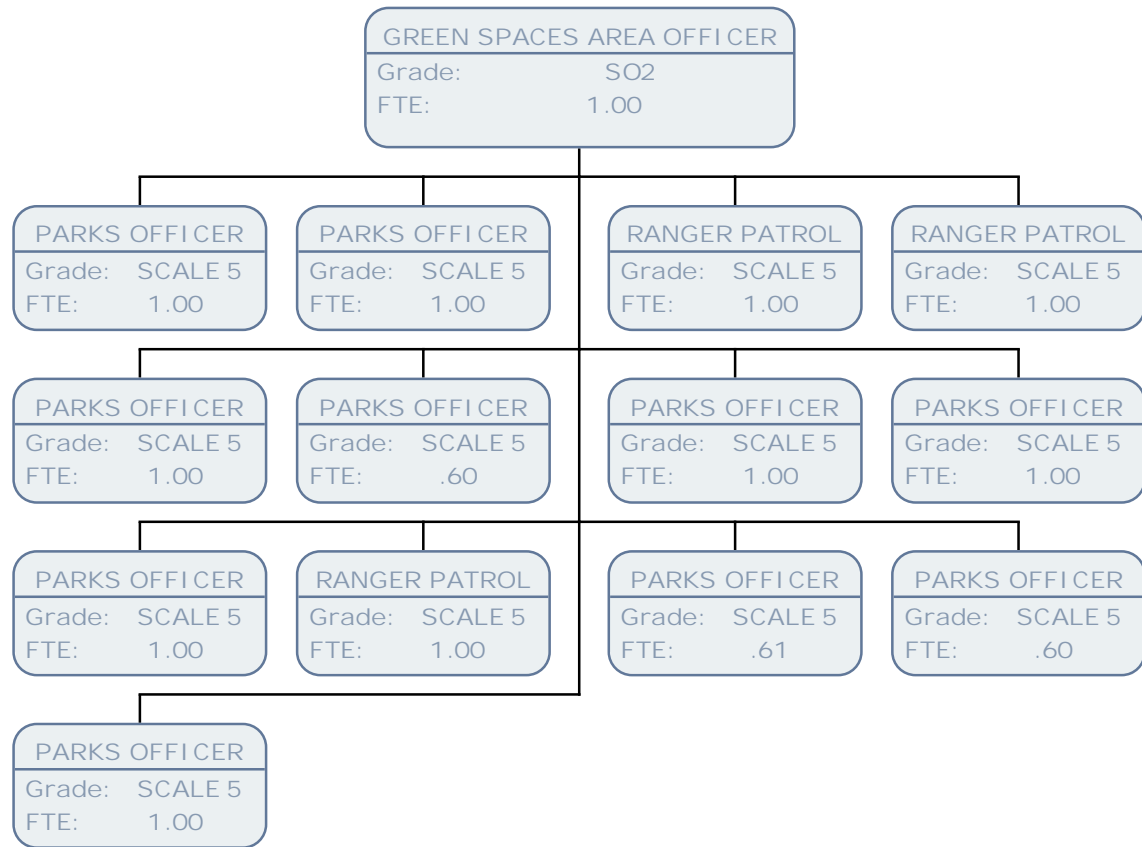 GREEN SPACES AREA OFFICER
Grade: SO2
FTE: 1.00
PARKS OFFICER
Grade: SCALE 5
FTE: 1.00
PARKS OFFICER
Grade: SCALE 5
FTE: 1.00
RANGER PATROL
Grade: SCALE 5
FTE: 1.00
RANGER PATROL
Grade: SCALE 5
FTE: 1.00
PARKS OFFICER
Grade: SCALE 5
FTE: 1.00
PARKS OFFICER
Grade: SCALE 5
FTE: .60
PARKS OFFICER
Grade: SCALE 5
FTE: 1.00
PARKS OFFICER
Grade: SCALE 5
FTE: 1.00
PARKS OFFICER
Grade: SCALE 5
FTE: 1.00
RANGER PATROL
Grade: SCALE 5
FTE: 1.00
PARKS OFFICER
Grade: SCALE 5
FTE: .61
PARKS OFFICER
Grade: SCALE 5
FTE: .60
PARKS OFFICER
Grade: SCALE 5
FTE: 1.00